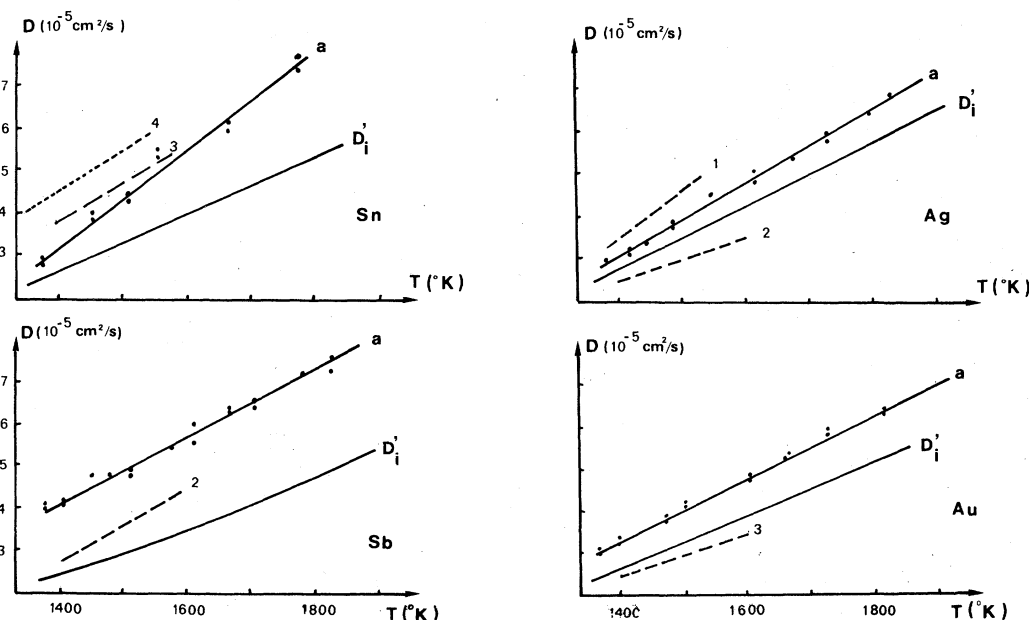 D (10⁻⁵ cm²/s)
a
7
6
4
3
D'ᵢ
5
4
Sn
3
T (°K)
D (10⁻⁵ cm²/s)
a
D'ᵢ
1
Ag
2
T (°K)
D (10⁻⁵ cm²/s)
a
7
6
D'ᵢ
5
2
4
Sb
3
1400
1600
1800
T (°K)
D (10⁻⁵ cm²/s)
a
D'ᵢ
Au
3
140
1600
1800
T (°K)